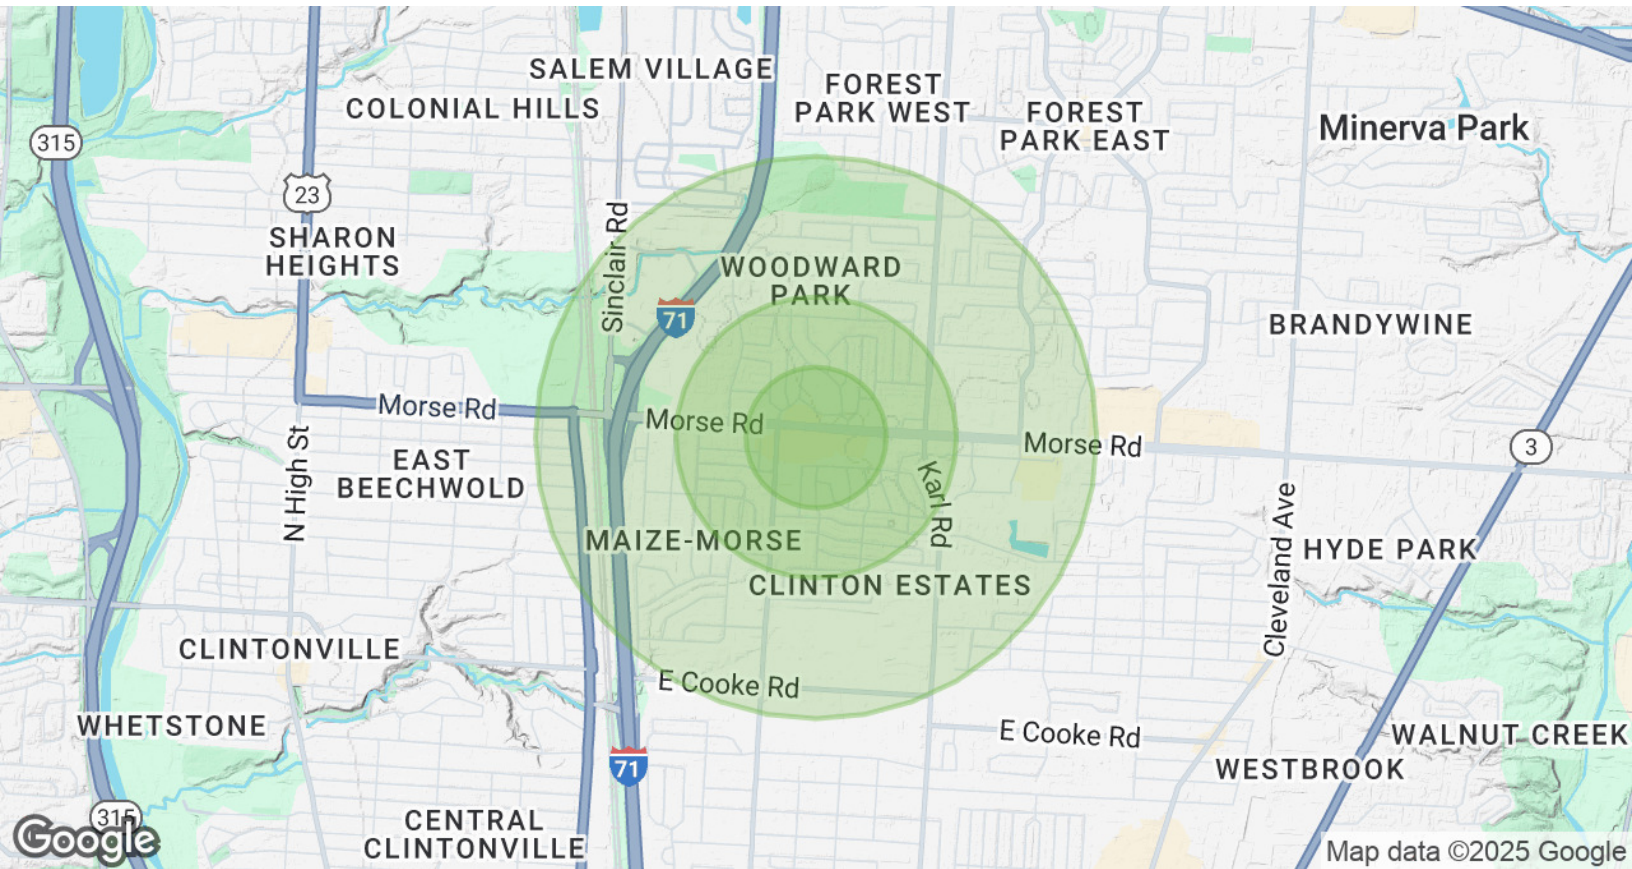 SALEM VILLAGE
COLONIAL HILLS
FOREST
PARK WEST
FOREST
PARK EAST
Minerva Park
315
23
SHARON
HEIGHTS
Sinclair Rd
WOODWARD
PARK
71
BRANDYWINE
Morse Rd
Morse Rd
Morse Rd
3
N High St
EAST
BEECHWOLD
Karl Rd
Cleveland Ave
MAIZE-MORSE
HYDE PARK
CLINTON ESTATES
CLINTONVILLE
E Cooke Rd
WHETSTONE
E Cooke Rd
WALNUT CREEK
71
WESTBROOK
315
CENTRAL
CLINTONVILLE
Google
Map data ©2025 Google